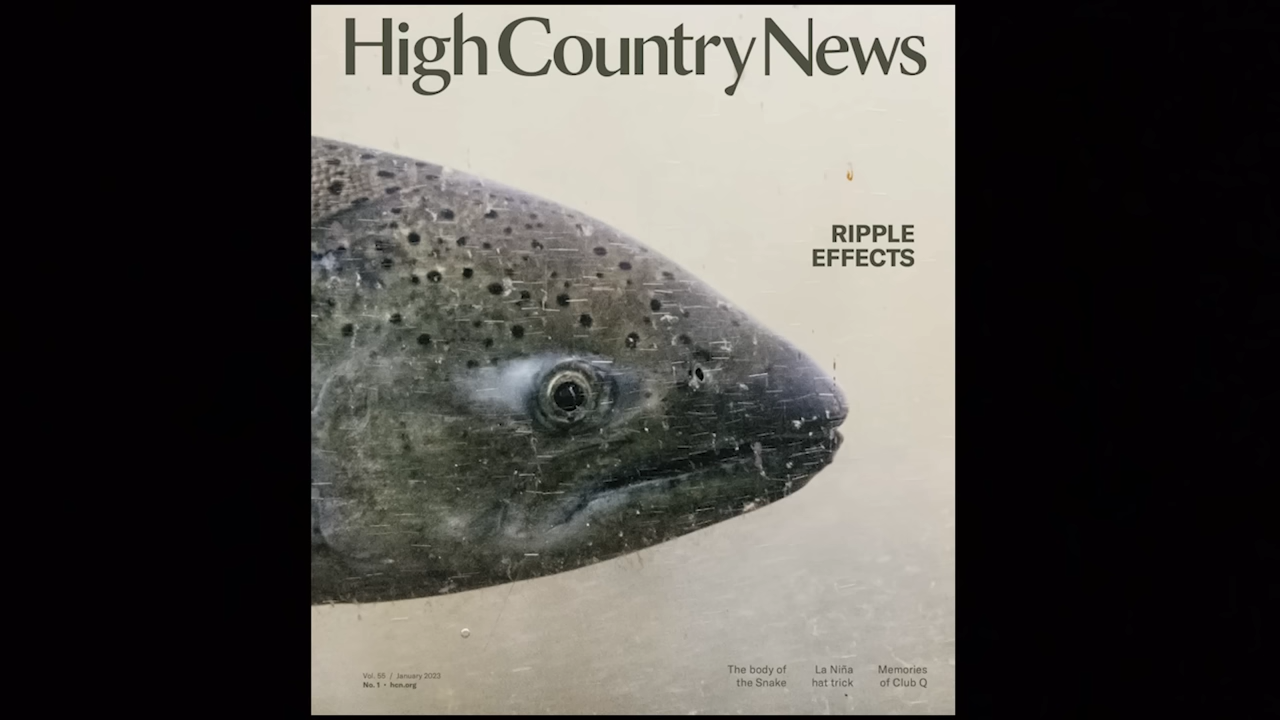 High Country News
RIPPLE
EFFECTS
Vol. 55 / January 2023
No. 1 • hcn.org
The body of
the Snake
La Niña
hat trick
Memories
of Club Q